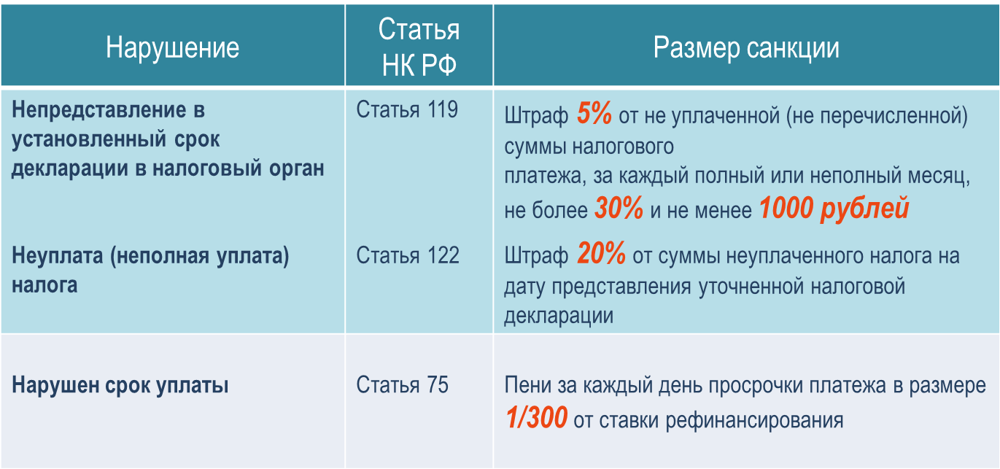 Нарушение
Статья
НК РФ
Размер санкции
Непредставление в
установленный срок
декларации в налоговый орган
Статья 119
Штраф 5% от не уплаченной (не перечисленной)
суммы налогового
платежа, за каждый полный или неполный месяц,
не более 30% и не менее 1000 рублей
Неуплата (неполная уплата)
налога
Статья 122
Штраф 20% от суммы неуплаченного налога на
дату представления уточненной налоговой
декларации
Нарушен срок уплаты
Статья 75
Пени за каждый день просрочки платежа в размере
1/300 от ставки рефинансирования